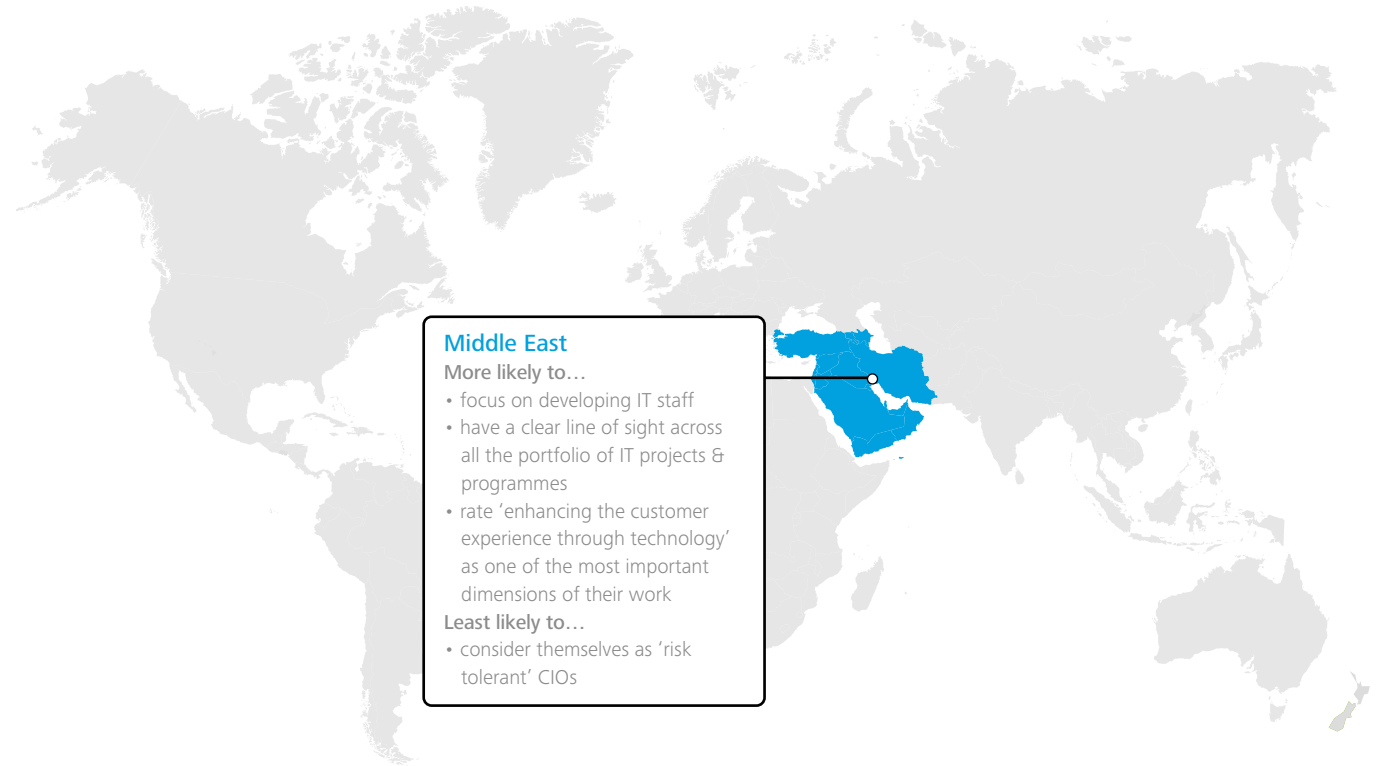 Middle East
More likely to…
• focus on developing IT staff
• have a clear line of sight across
all the portfolio of IT projects &
programmes
• rate ‘enhancing the customer
experience through technology’
as one of the most important
dimensions of their work
Least likely to…
• consider themselves as ‘risk
tolerant’ CIOs